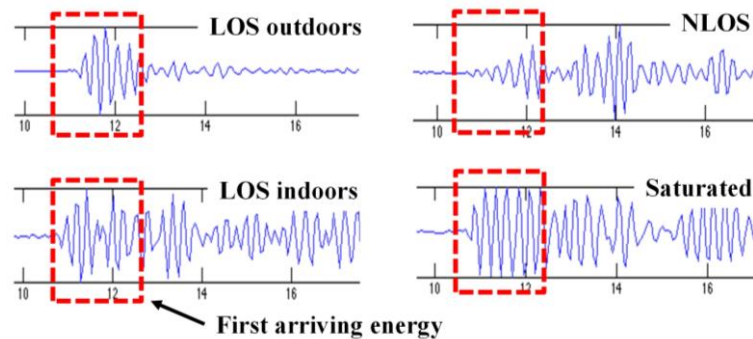 LOS outdoors
10 12 14 16
NLOS
10 12 14 16
LOS indoors
10 12 14 16
Saturated
10 12 14 16
First arriving energy